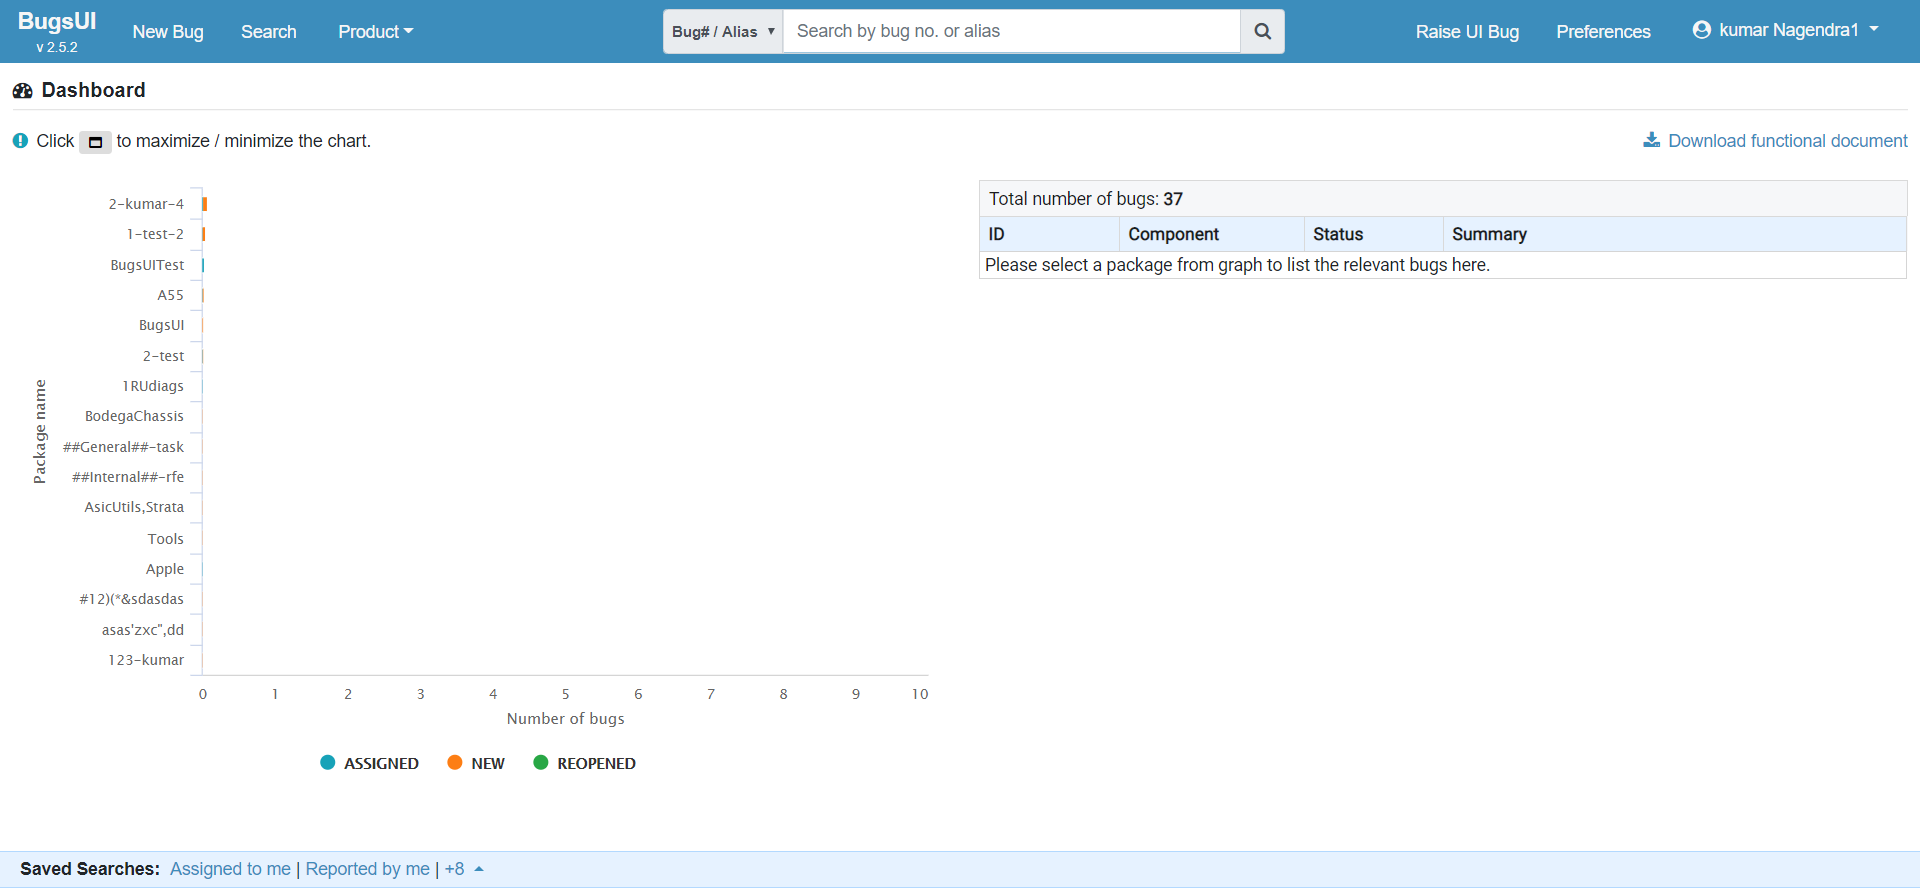 BugsUI
v 2.5.2
New Bug
Search
Product
Bug# / Alias
Search by bug no. or alias
Raise UI Bug
Preferences
kumar Nagendra1
Dashboard
Click to maximize / minimize the chart.
Download functional document
Package name
2-kumar-4
1-test-2
BugsUITest
A55
BugsUI
2-test
1RUdiags
BodegaChassis
##General##-task
##Internal##-rfe
AsicUtils,Strata
Tools
Apple
#12)(*&sdasdas
asas'zxc",dd
123-kumar
0 1 2 3 4 5 6 7 8 9 10
Number of bugs
ASSIGNED NEW REOPENED
Total number of bugs: 37
ID Component Status Summary
Please select a package from graph to list the relevant bugs here.
Saved Searches: Assigned to me | Reported by me | +8